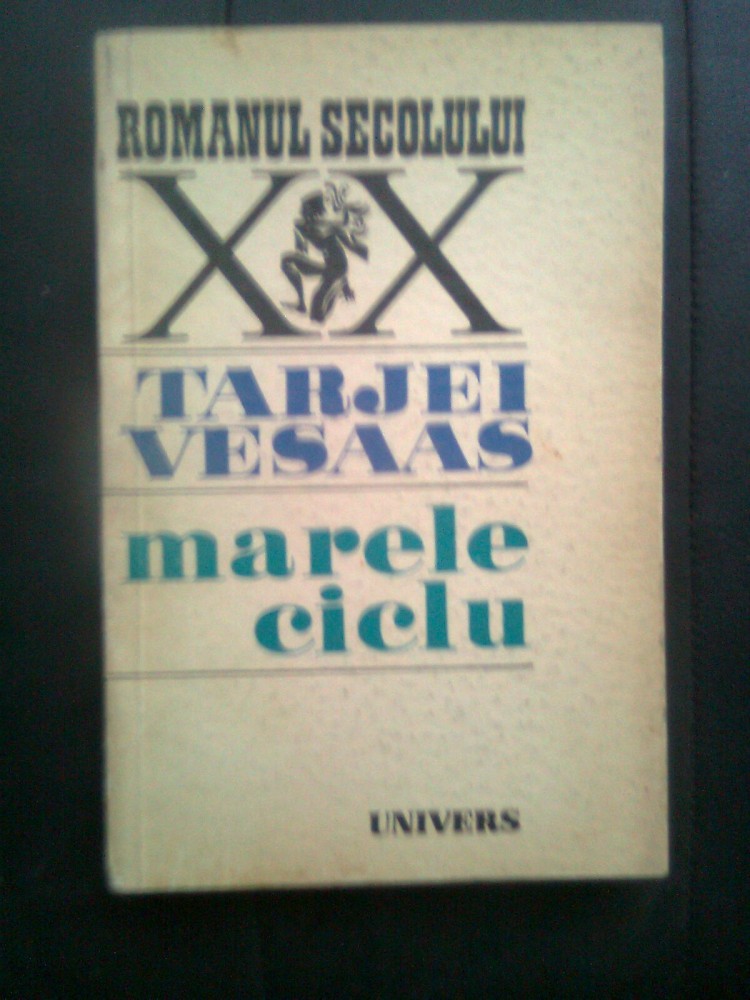 ROMANUL SECOLULUI
XX
TARJEI
VESAAS
marele
ciclu
UNIVERS